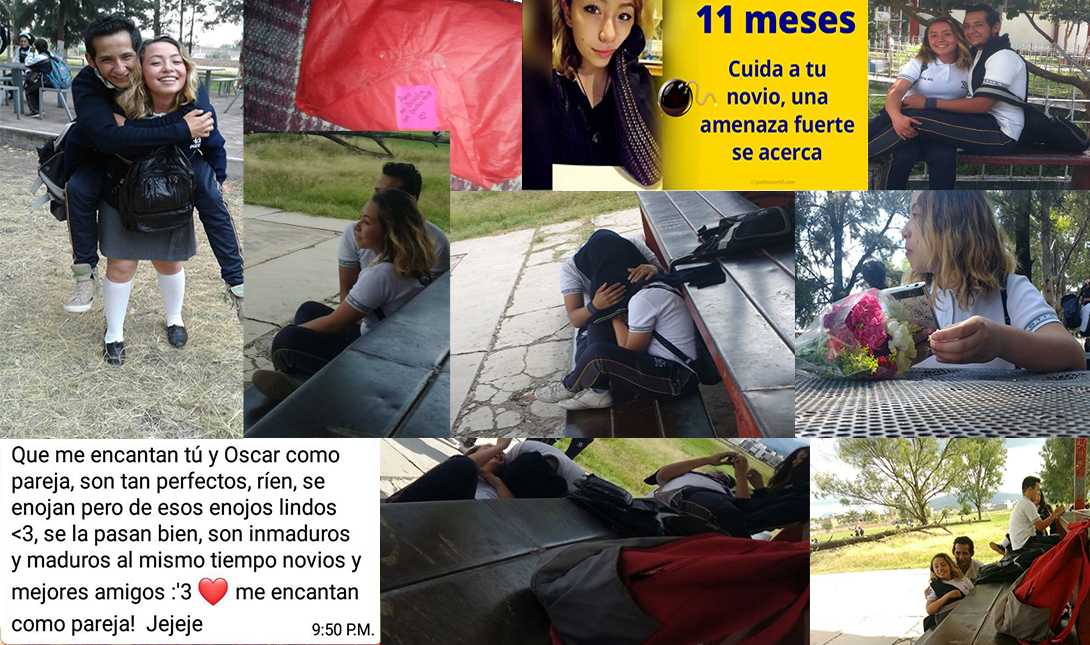 11 meses
Cuida a tu
novio, una
amenaza fuerte
se acerca
Que me encantan tú y Oscar como
pareja, son tan perfectos, ríen, se
enojan pero de esos enojos lindos
<3, se la pasan bien, son inmaduros
y maduros al mismo tiempo novios y
mejores amigos :'3 ❤️ me encantan
como pareja! Jejeje
9:50 P.M.